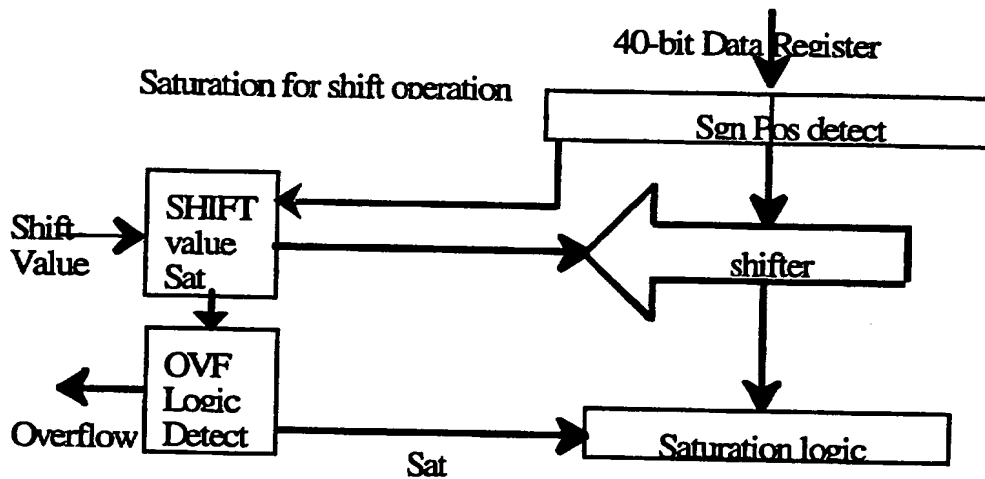 40-bit Data Register
Saturation for shift operation
Sgn Pos detect
SHIFT
value
Sat
Shift
Value
shifter
OVF
Logic
Detect
Overflow
Sat
Saturation logic